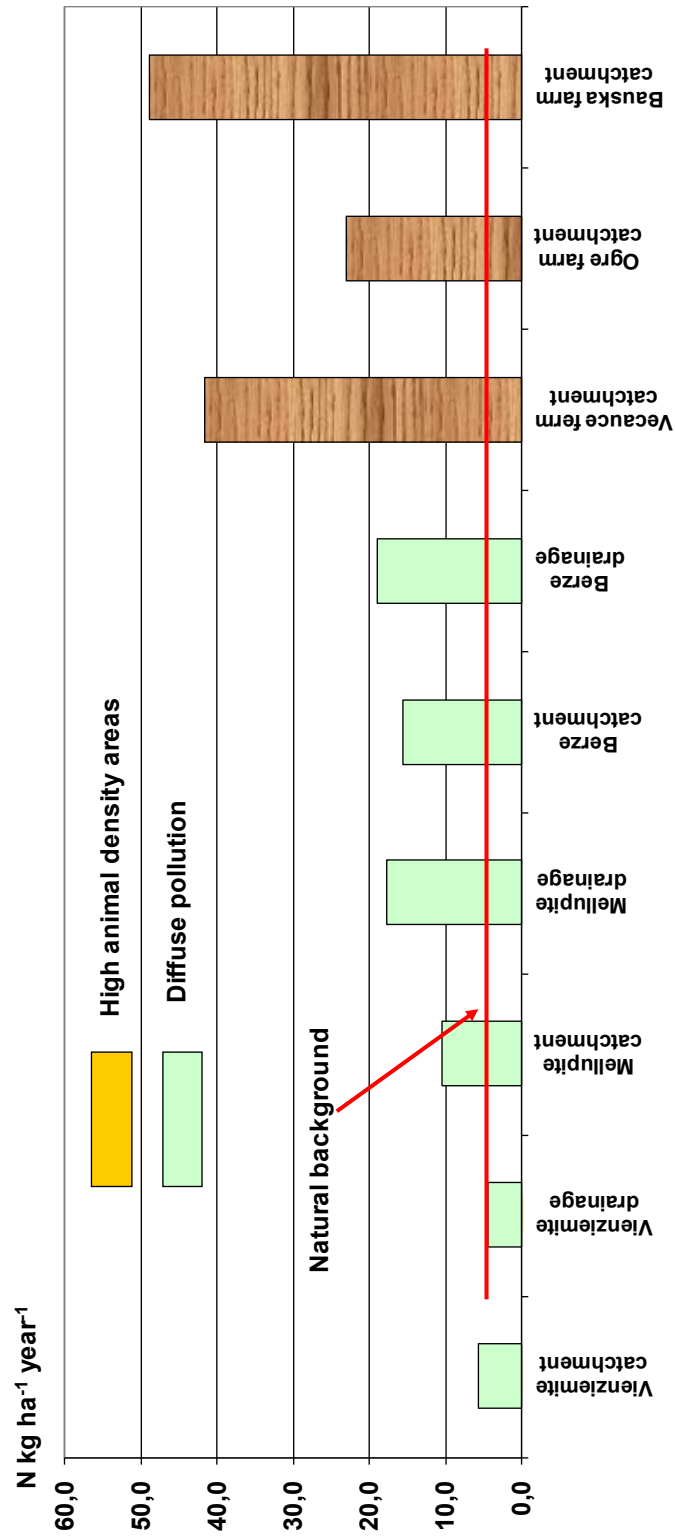 N kg ha⁻¹ year⁻¹
60,0
50,0
40,0
30,0
20,0
10,0
0,0
High animal density areas
Diffuse pollution
Natural background
Vienziemite
catchment
Vienziemite
drainage
Mellupite
catchment
Mellupite
drainage
Berze
catchment
Berze
drainage
Vecauce ferm
catchment
Ogre farm
catchment
Bauska farm
catchment